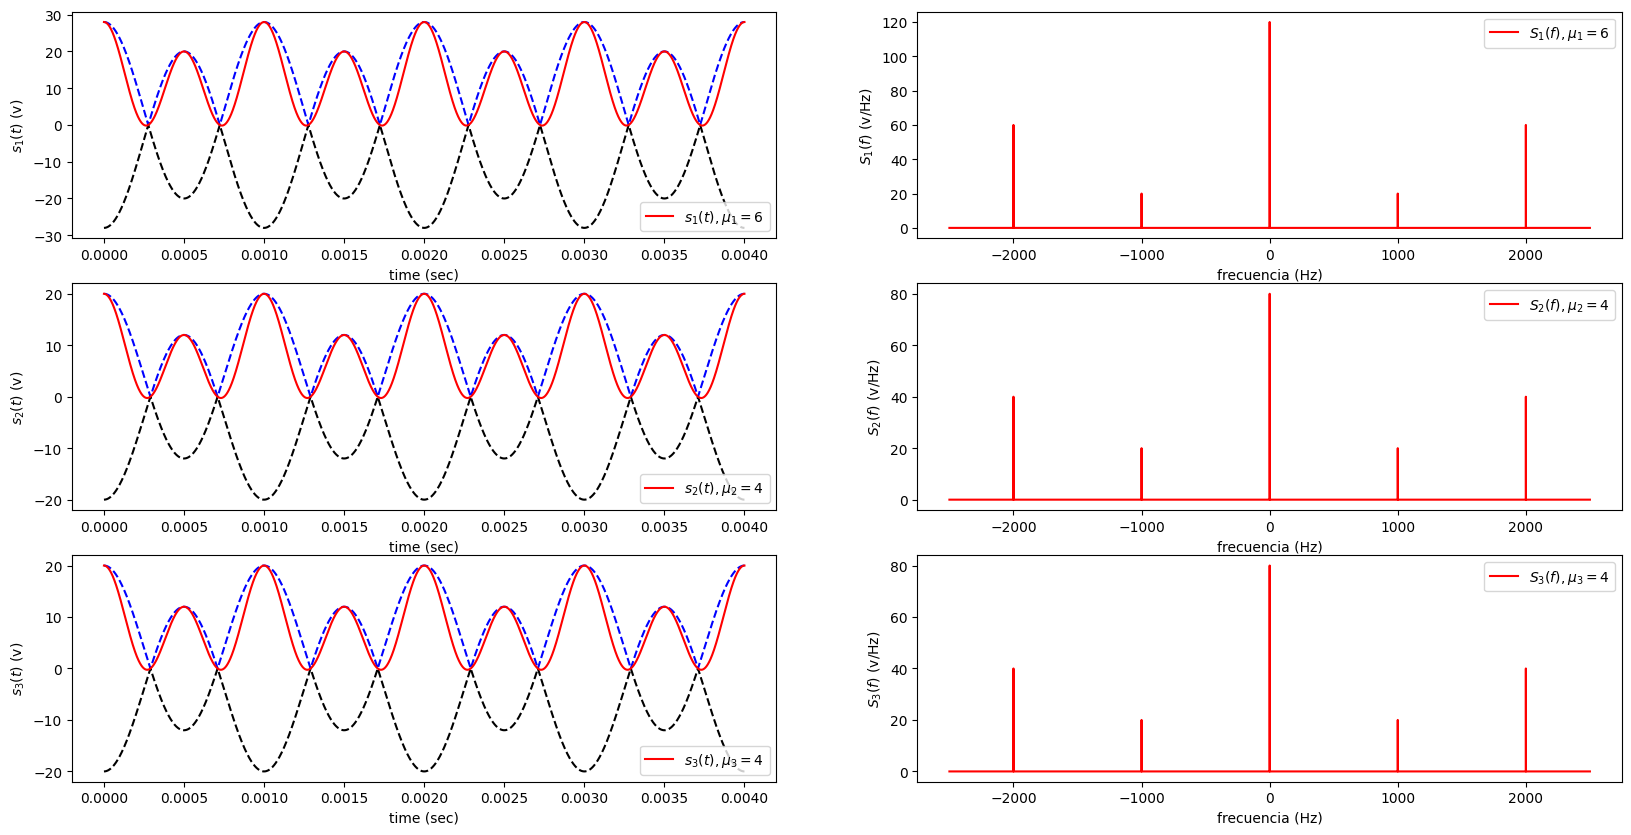 30
20
10
0
−10
−20
−30
s₁(t) (v)
s₁(t), μ₁ = 6
0.0000 0.0005 0.0010 0.0015 0.0020 0.0025 0.0030 0.0035 0.0040
time (sec)
120
100
80
60
40
20
0
S₁(f) (v/Hz)
S₁(f), μ₁ = 6
−2000 −1000 0 1000 2000
frecuencia (Hz)
20
10
0
−10
−20
s₂(t) (v)
s₂(t), μ₂ = 4
0.0000 0.0005 0.0010 0.0015 0.0020 0.0025 0.0030 0.0035 0.0040
time (sec)
80
60
40
20
0
S₂(f) (v/Hz)
S₂(f), μ₂ = 4
−2000 −1000 0 1000 2000
frecuencia (Hz)
20
10
0
−10
−20
s₃(t) (v)
s₃(t), μ₃ = 4
0.0000 0.0005 0.0010 0.0015 0.0020 0.0025 0.0030 0.0035 0.0040
time (sec)
80
60
40
20
0
S₃(f) (v/Hz)
S₃(f), μ₃ = 4
−2000 −1000 0 1000 2000
frecuencia (Hz)